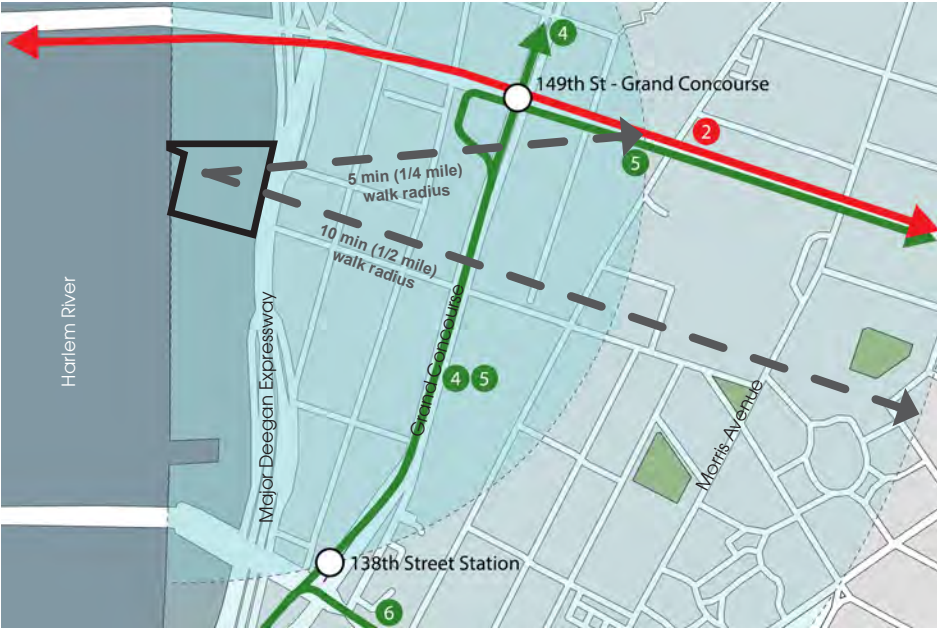 4
149th St - Grand Concourse
2
5
5 min (1/4 mile)
walk radius
10 min (1/2 mile)
walk radius
Harlem River
Major Deegan Expressway
Grand Concourse
4 5
Morris Avenue
138th Street Station
6